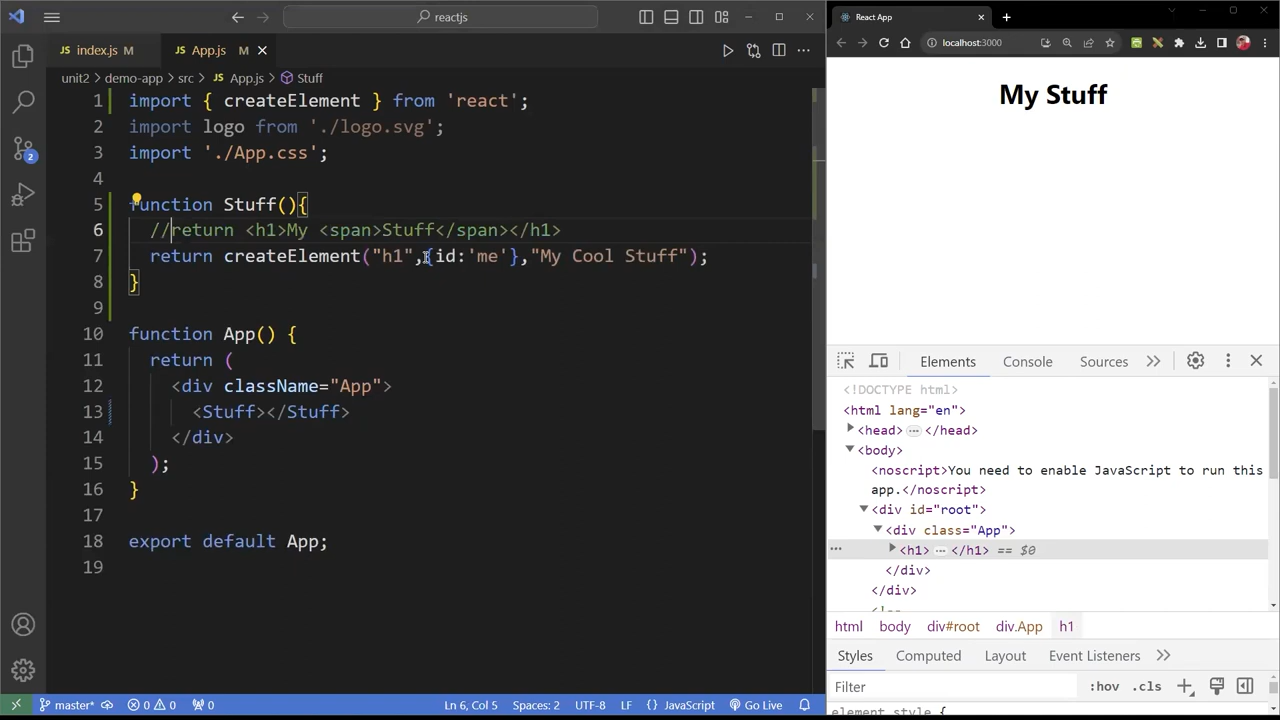 reactjs
index.js M
App.js M
unit2 > demo-app > src > App.js > Stuff
1 import { createElement } from 'react';
2 import logo from './logo.svg';
3 import './App.css';
4
5 function Stuff(){
6 //return <h1>My <span>Stuff</span></h1>
7 return createElement("h1",{id:'me'},"My Cool Stuff");
8 }
9
10 function App() {
11 return (
12 <div className="App">
13 <Stuff></Stuff>
14 </div>
15 );
16 }
17
18 export default App;
19
2
master* 0 0 0 Ln 6, Col 5 Spaces: 2 UTF-8 LF { } JavaScript Go Live
React App
localhost:3000
My Stuff
Elements Console Sources
<!DOCTYPE html>
<html lang="en">
<head> … </head>
<body>
<noscript>You need to enable JavaScript to run this
app.</noscript>
<div id="root">
<div class="App">
… <h1> … </h1> == $0
</div>
</div>
html body div#root div.App h1
Styles Computed Layout Event Listeners
Filter :hov .cls
element.style {